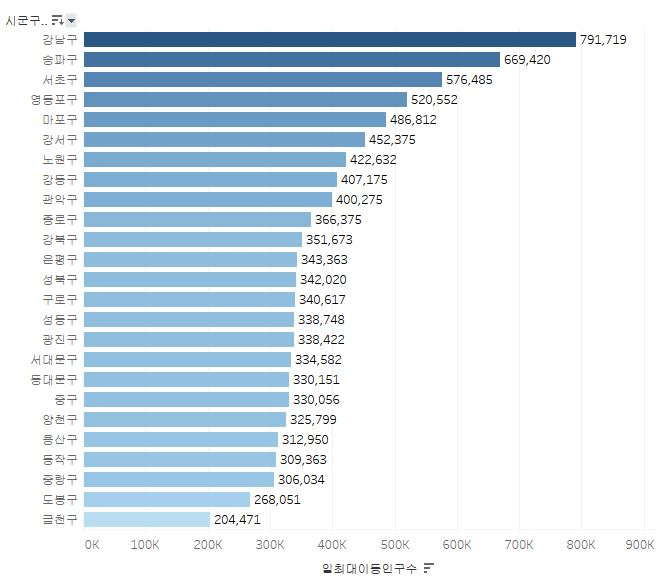 시군구..
강남구 791,719
송파구 669,420
서초구 576,485
영등포구 520,552
마포구 486,812
강서구 452,375
노원구 422,632
강동구 407,175
관악구 400,275
종로구 366,375
강북구 351,673
은평구 343,363
성북구 342,020
구로구 340,617
성동구 338,748
광진구 338,422
서대문구 334,582
동대문구 330,151
중구 330,056
양천구 325,799
용산구 312,950
동작구 309,363
중랑구 306,034
도봉구 268,051
금천구 204,471
0K 100K 200K 300K 400K 500K 600K 700K 800K 900K
일최대이동인구수